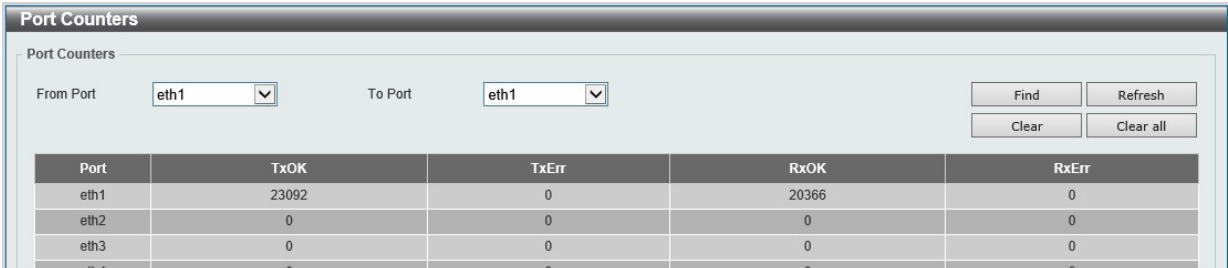 Port Counters
Port Counters
From Port eth1 To Port eth1 Find Refresh
Clear Clear all
Port TxOK TxErr RxOK RxErr
eth1 23092 0 20366 0
eth2 0 0 0 0
eth3 0 0 0 0